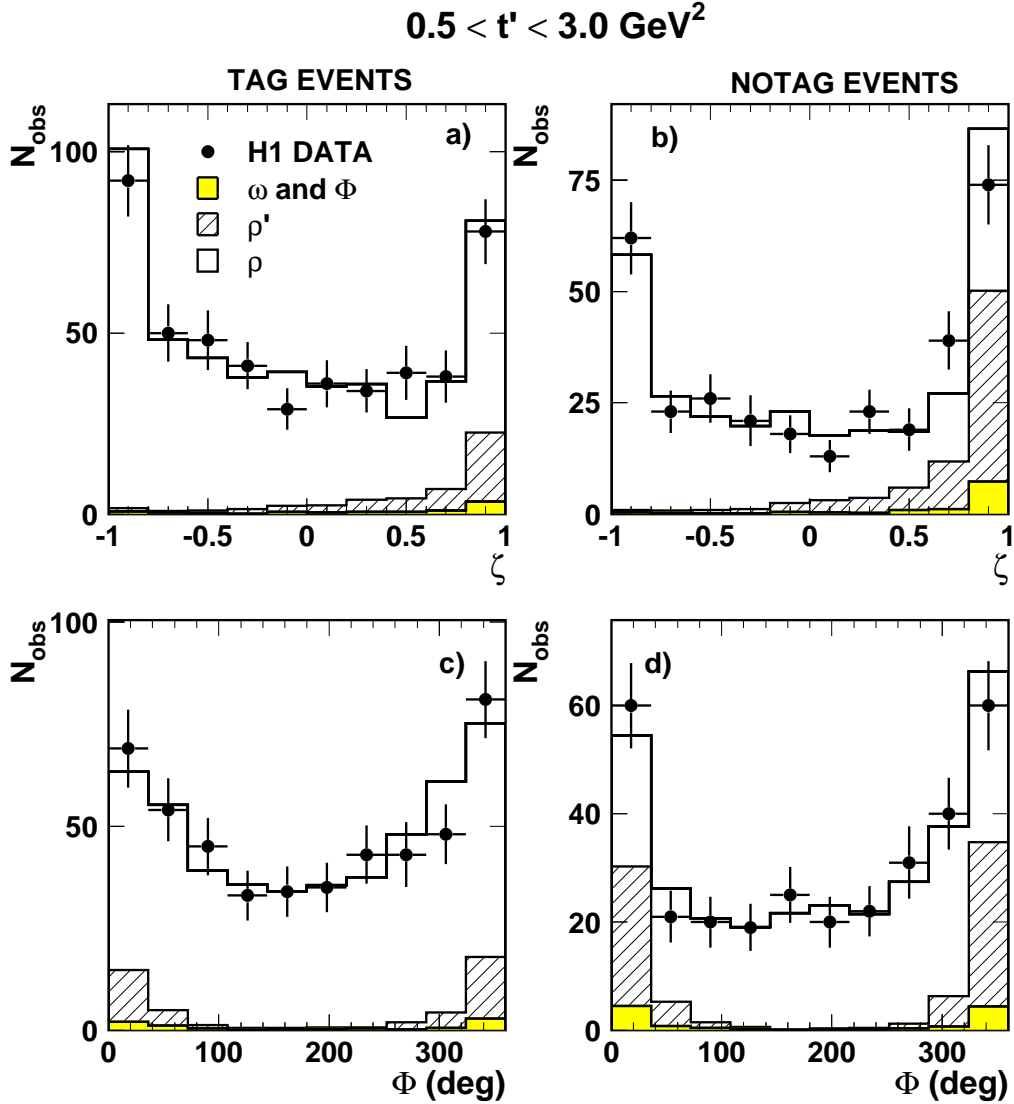 0.5 < t' < 3.0 GeV²
TAG EVENTS
N_obs
a)
100
50
0
H1 DATA
ω and Φ
ρ'
ρ
-1 -0.5 0 0.5 1
ζ
NOTAG EVENTS
N_obs
b)
75
50
25
0
-1 -0.5 0 0.5 1
ζ
N_obs
c)
100
50
0
0 100 200 300
Φ (deg)
N_obs
d)
60
40
20
0
0 100 200 300
Φ (deg)